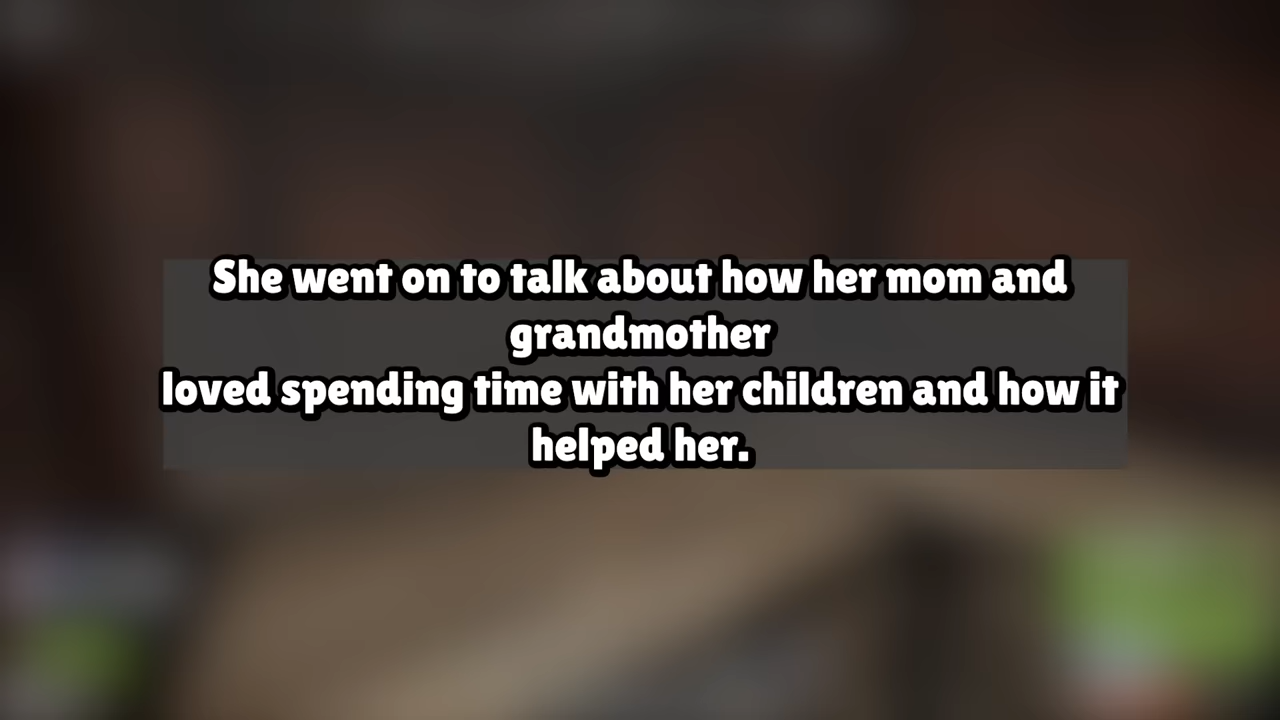 She went on to talk about how her mom and
grandmother
loved spending time with her children and how it
helped her.